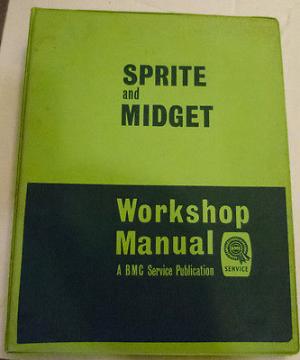 SPRITE
and
MIDGET
Workshop
Manual
A BMC Service Publication
SERVICE